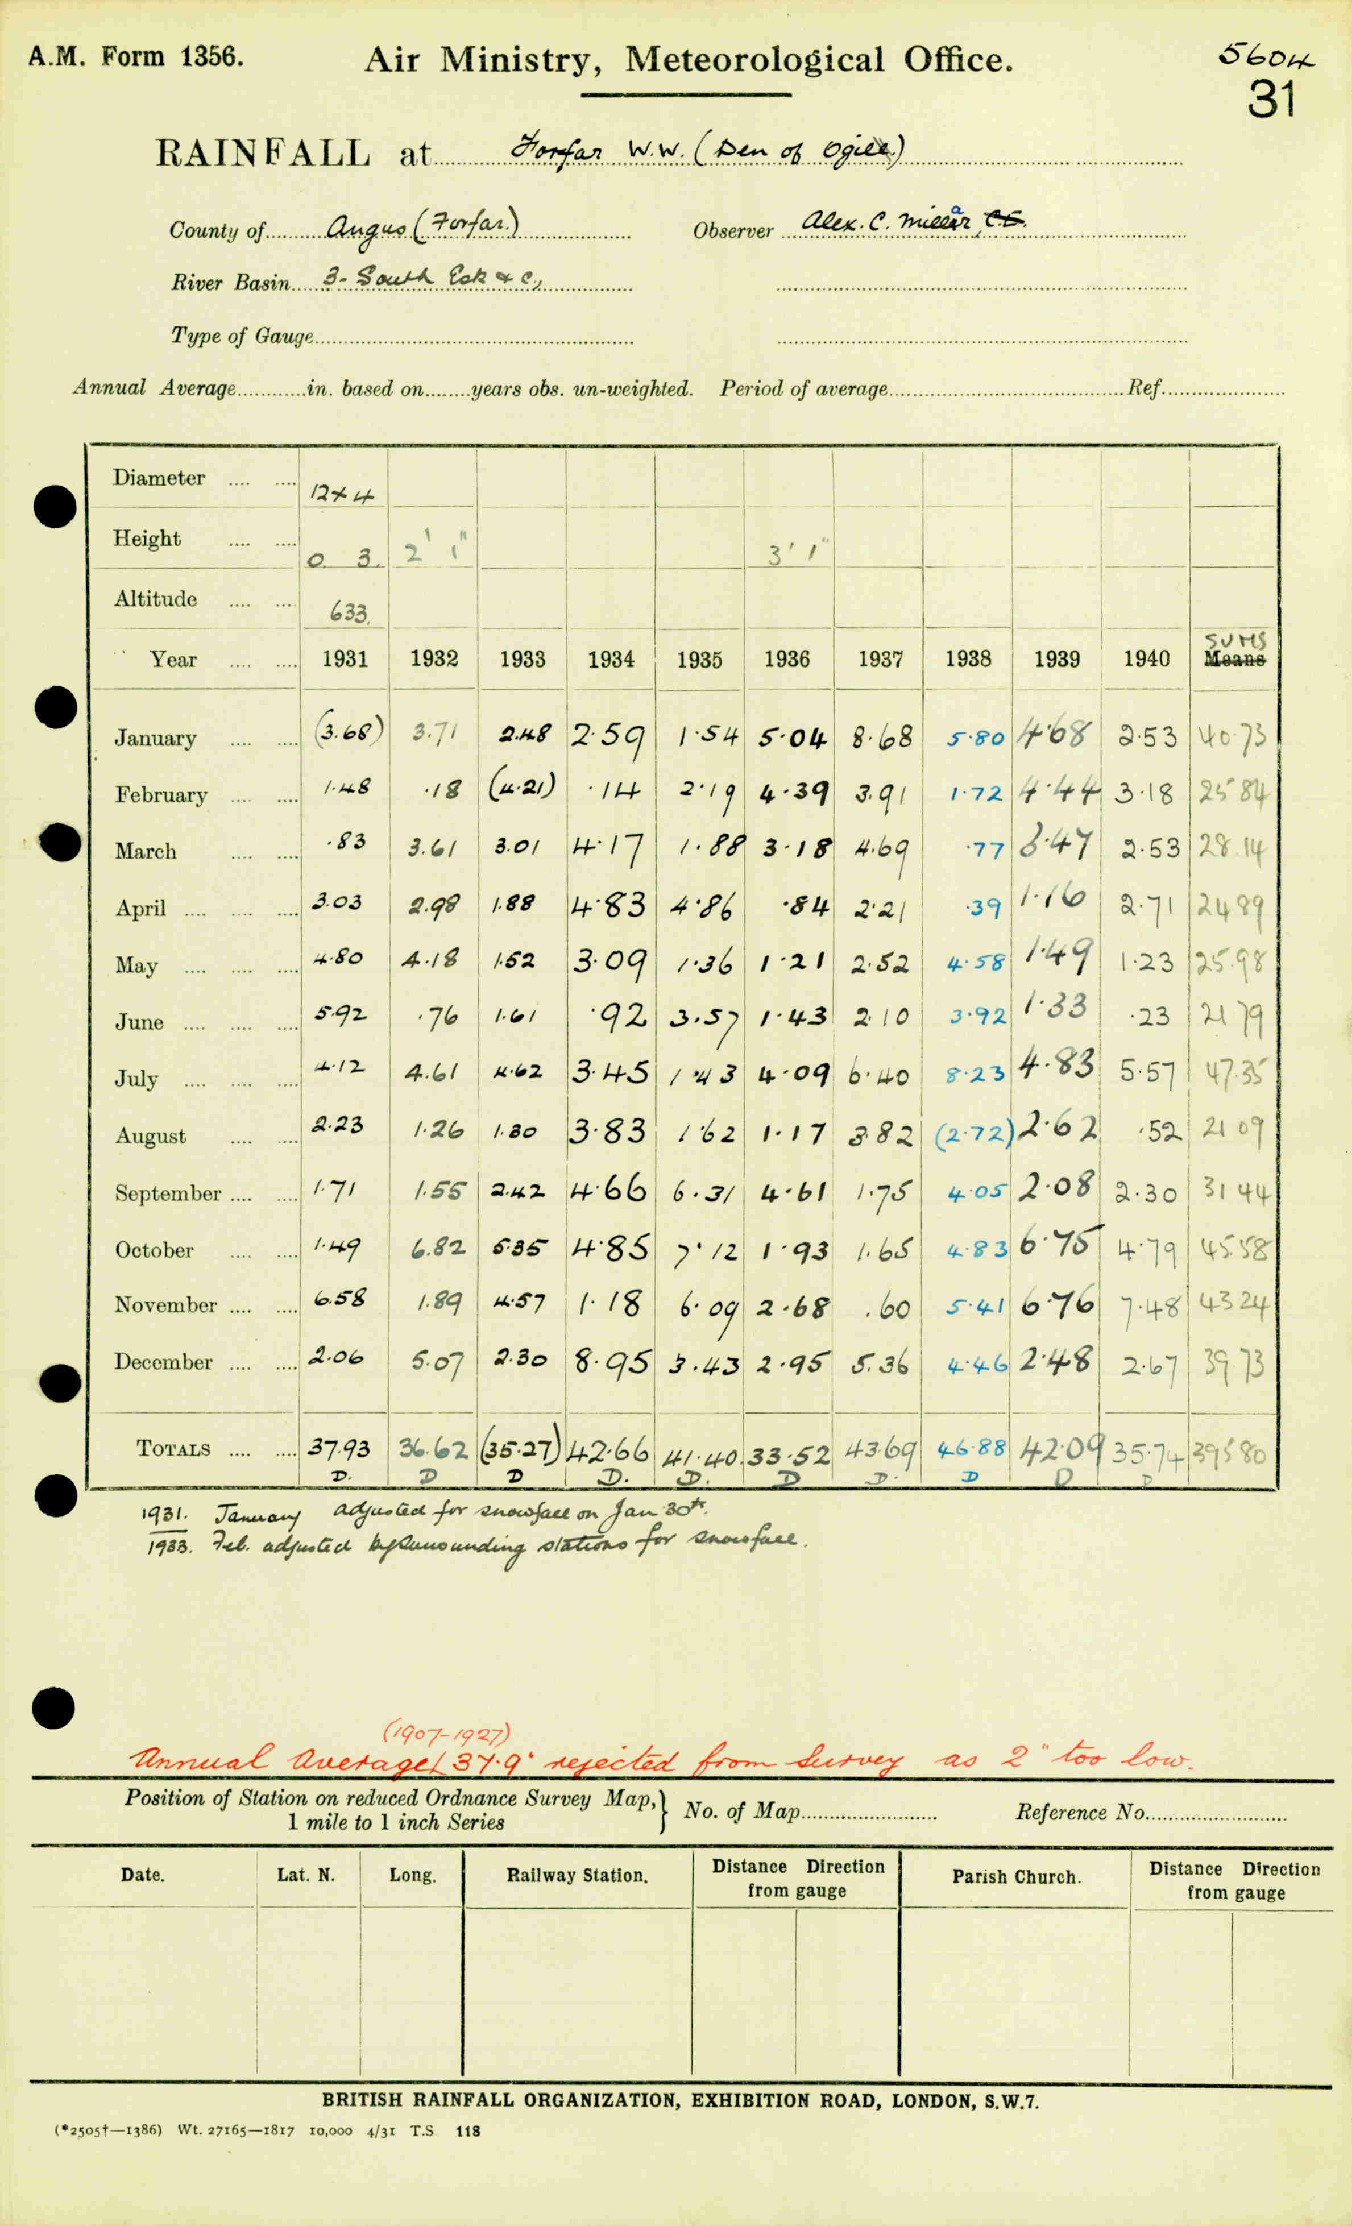 A.M. Form 1356. Air Ministry, Meteorological Office. 5604
31
RAINFALL at Forfar W.W. (Den of Ogil)
County of Angus (Forfar) Observer Alex. C. Millar, C.E.
River Basin 3- South Esk & c,
Type of Gauge
Annual Average in. based on years obs. un-weighted. Period of average Ref.
Diameter 12 x 4
Height 0 3. 2' 1" 3' 1"
Altitude 633.
SUMS
Year 1931 1932 1933 1934 1935 1936 1937 1938 1939 1940 Means
January (3.68) 3.71 2.48 2.59 1.54 5.04 8.68 5.80 4.68 2.53 40.73
February 1.48 .18 (4.21) .14 2.19 4.39 3.91 1.72 4.44 3.18 25 84
March .83 3.61 3.01 4.17 1.88 3.18 4.69 .77 3.47 2.53 28.14
April 3.03 2.98 1.88 4.83 4.86 .84 2.21 .39 1.16 2.71 24 89
May 4.80 4.18 1.52 3.09 1.36 1.21 2.52 4.58 1.49 1.23 25.98
June 5.92 .76 1.61 .92 3.57 1.43 2.10 3.92 1.33 .23 21 79
July 4.12 4.61 4.62 3.45 1.43 4.09 6.40 8.23 4.83 5.57 47.35
August 2.23 1.26 1.30 3.83 1.62 1.17 3.82 (2.72) 2.62 .52 21 09
September 1.71 1.55 2.42 4.66 6.31 4.61 1.75 4.05 2.08 2.30 31 44
October 1.49 6.82 5.35 4.85 7.12 1.93 1.65 4.83 6.75 4.79 45.58
November 6.58 1.89 4.57 1.18 6.09 2.68 .60 5.41 6.76 7.48 43 24
December 2.06 5.07 2.30 8.95 3.43 2.95 5.36 4.46 2.48 2.67 39.73
TOTALS 37.93 36.62 (35.27) 42.66 41.40 33.52 43.69 46.88 42.09 35.74 395 80
D. D D D. D. D D. D D D
1931. January adjusted for snowfall on Jan 30th.
1933. Feb. adjusted by surrounding stations for snowfall.
(1907-1927)
Annual Average 37.9" rejected from Survey as 2" too low.
Position of Station on reduced Ordnance Survey Map, } No. of Map Reference No.
1 mile to 1 inch Series
Date. Lat. N. Long. Railway Station. Distance Direction from gauge Parish Church. Distance Direction from gauge
BRITISH RAINFALL ORGANIZATION, EXHIBITION ROAD, LONDON, S.W.7.
(*2505†—1386) Wt. 27165—1817 10,000 4/31 T.S 118